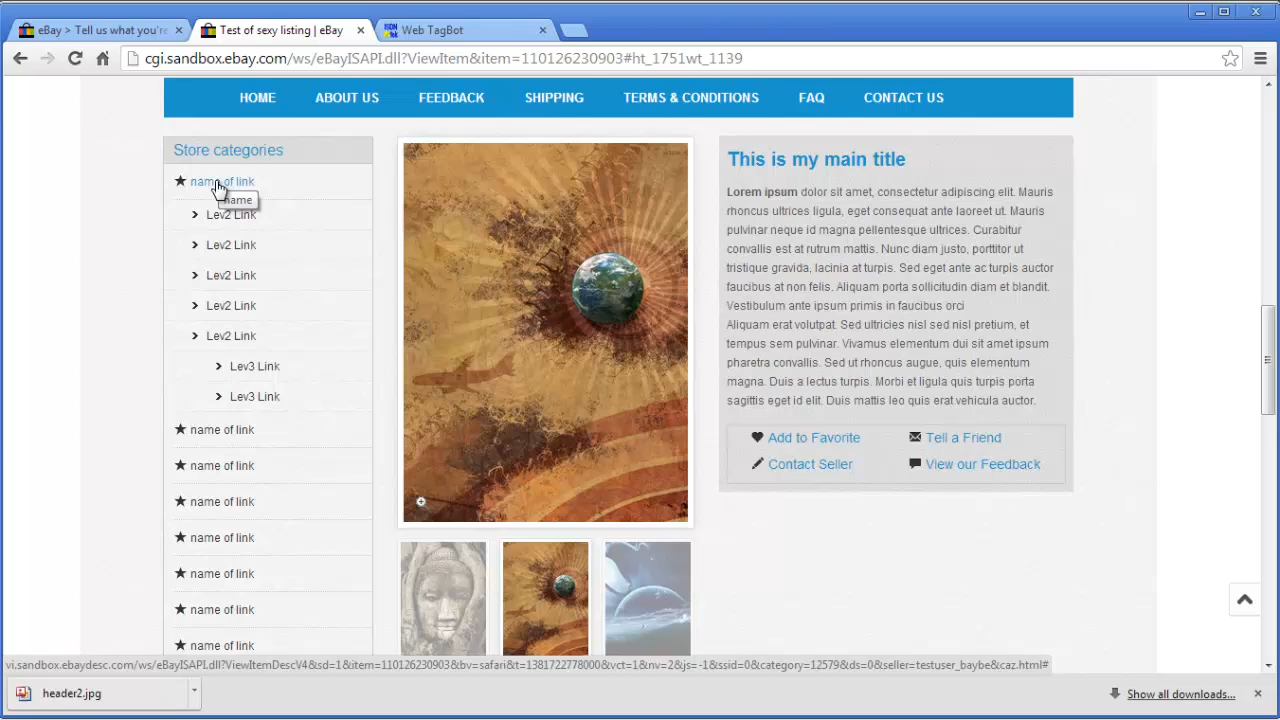 eBay > Tell us what you're
Test of sexy listing | eBay
Web TagBot
cgi.sandbox.ebay.com/ws/eBayISAPI.dll?ViewItem&item=110126230903#ht_1751wt_1139
HOME ABOUT US FEEDBACK SHIPPING TERMS & CONDITIONS FAQ CONTACT US
Store categories
name of link
name
Lev2 Link
Lev2 Link
Lev2 Link
Lev2 Link
Lev2 Link
Lev3 Link
Lev3 Link
name of link
name of link
name of link
name of link
name of link
name of link
name of link
This is my main title
Lorem ipsum dolor sit amet, consectetur adipiscing elit. Mauris
rhoncus ultrices ligula, eget consequat ante laoreet ut. Mauris
pulvinar neque id magna pellentesque ultrices. Curabitur
convallis est at rutrum mattis. Nunc diam justo, porttitor ut
tristique gravida, lacinia at turpis. Sed eget ante ac turpis auctor
faucibus at non felis. Aliquam porta sollicitudin diam et blandit.
Vestibulum ante ipsum primis in faucibus orci
Aliquam erat volutpat. Sed ultricies nisl sed nisl pretium, et
tempus sem pulvinar. Vivamus elementum dui sit amet ipsum
pharetra convallis. Sed ut rhoncus augue, quis elementum
magna. Duis a lectus turpis. Morbi et ligula quis turpis porta
sagittis eget id elit. Duis mattis leo quis erat vehicula auctor.
Add to Favorite Tell a Friend
Contact Seller View our Feedback
vi.sandbox.ebaydesc.com/ws/eBayISAPI.dll?ViewItemDescV4&sd=1&item=110126230903&bv=safari&t=1381722778000&vct=1&nv=2&js=-1&ssid=0&category=12579&ds=0&seller=testuser_baybe&caz.html#
header2.jpg
Show all downloads...